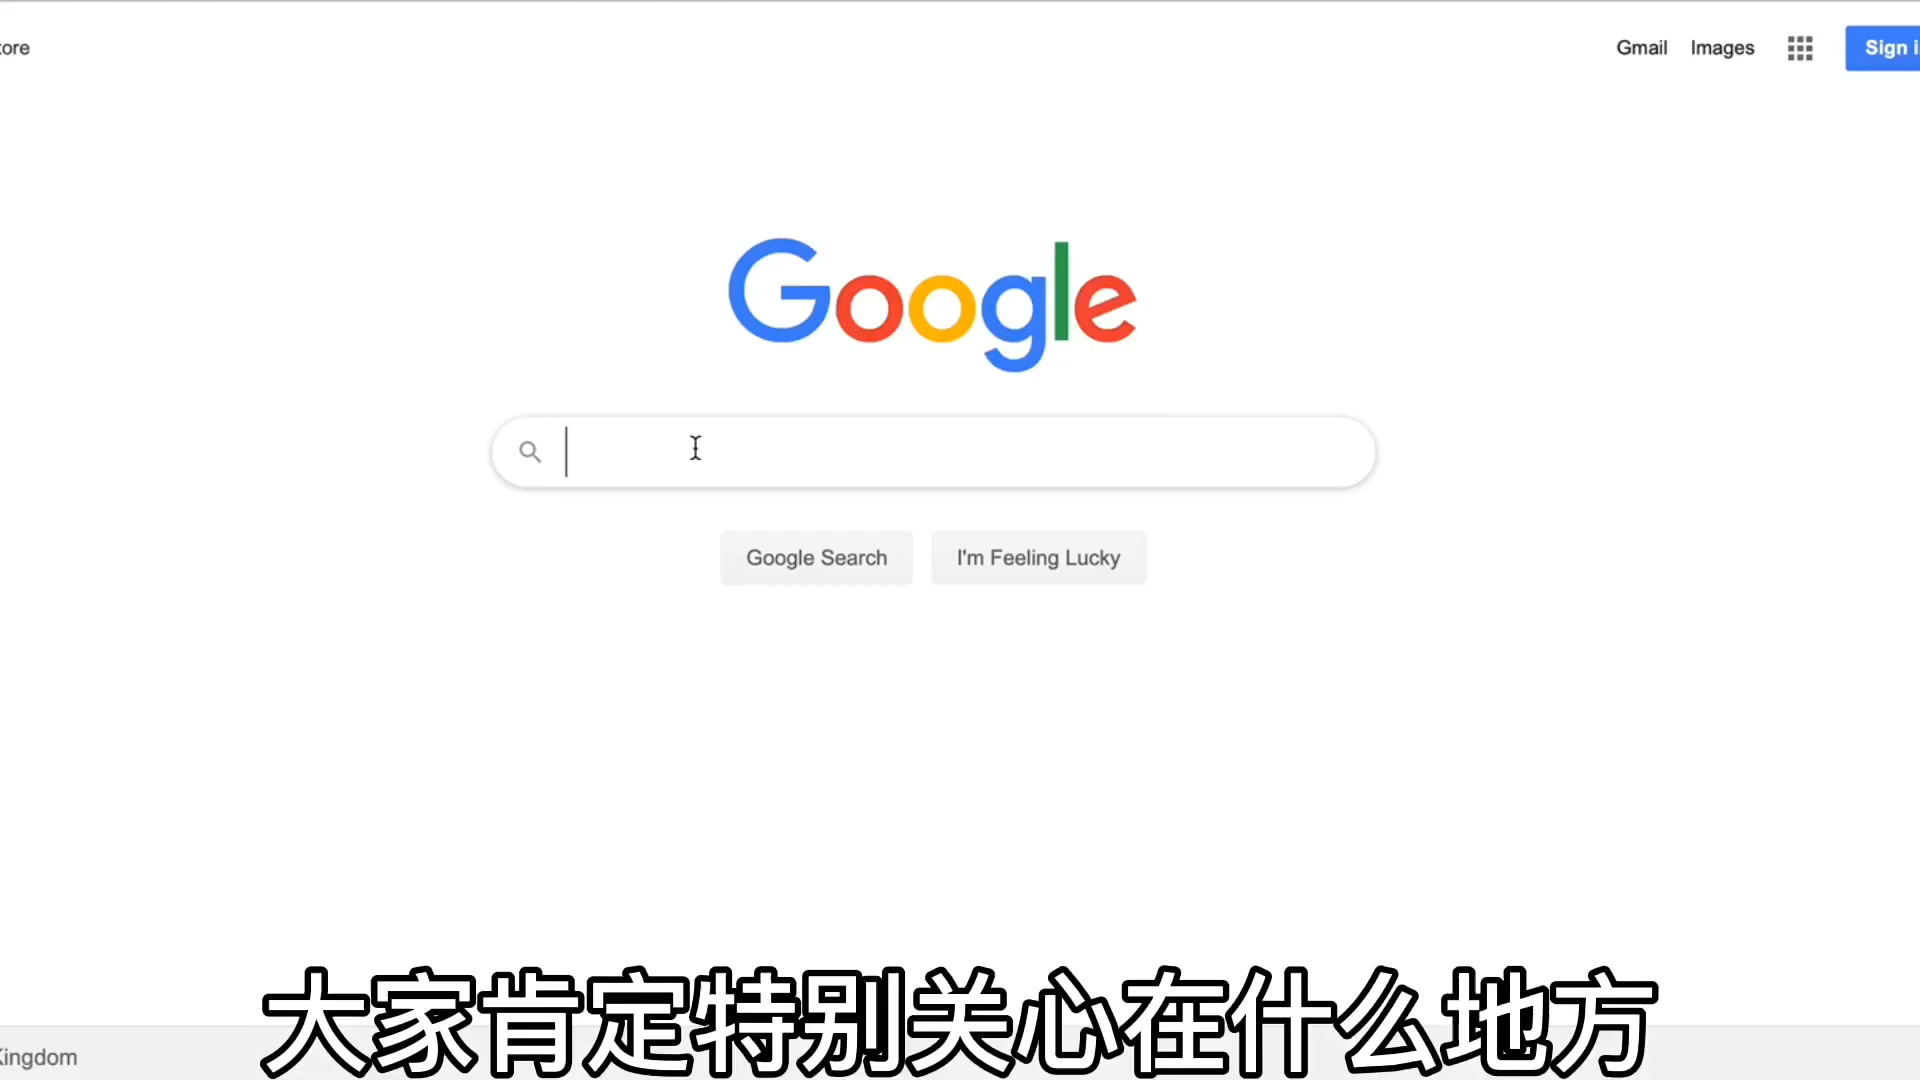 ore
Gmail Images Sign i
Google
Google Search I'm Feeling Lucky
大家肯定特别关心在什么地方
Kingdom